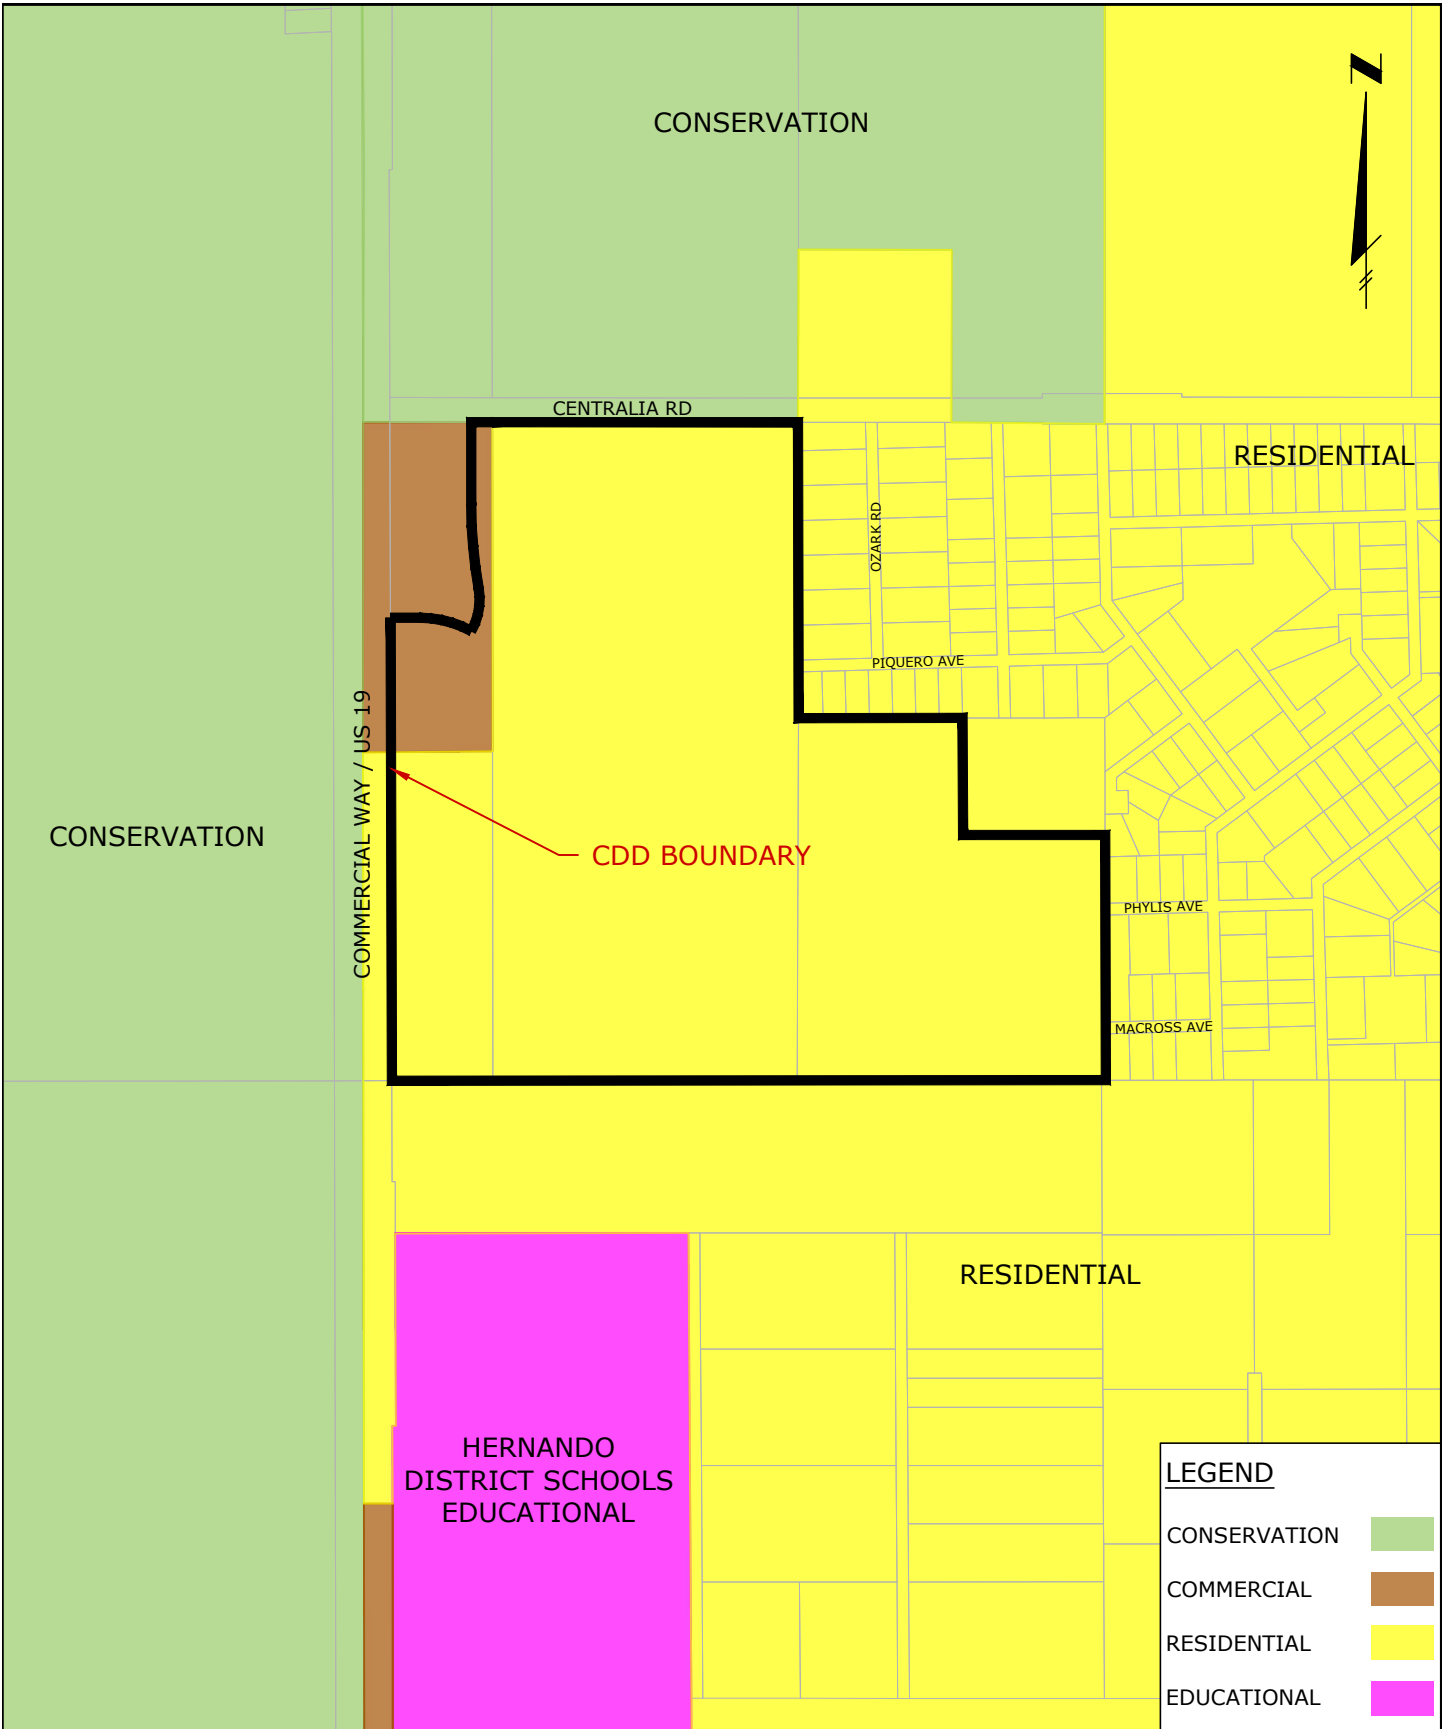 N
CONSERVATION
CENTRALIA RD
RESIDENTIAL
OZARK RD
PIQUERO AVE
COMMERCIAL WAY / US 19
CONSERVATION
CDD BOUNDARY
PHYLIS AVE
MACROSS AVE
RESIDENTIAL
HERNANDO
DISTRICT SCHOOLS
EDUCATIONAL
LEGEND
CONSERVATION
COMMERCIAL
RESIDENTIAL
EDUCATIONAL